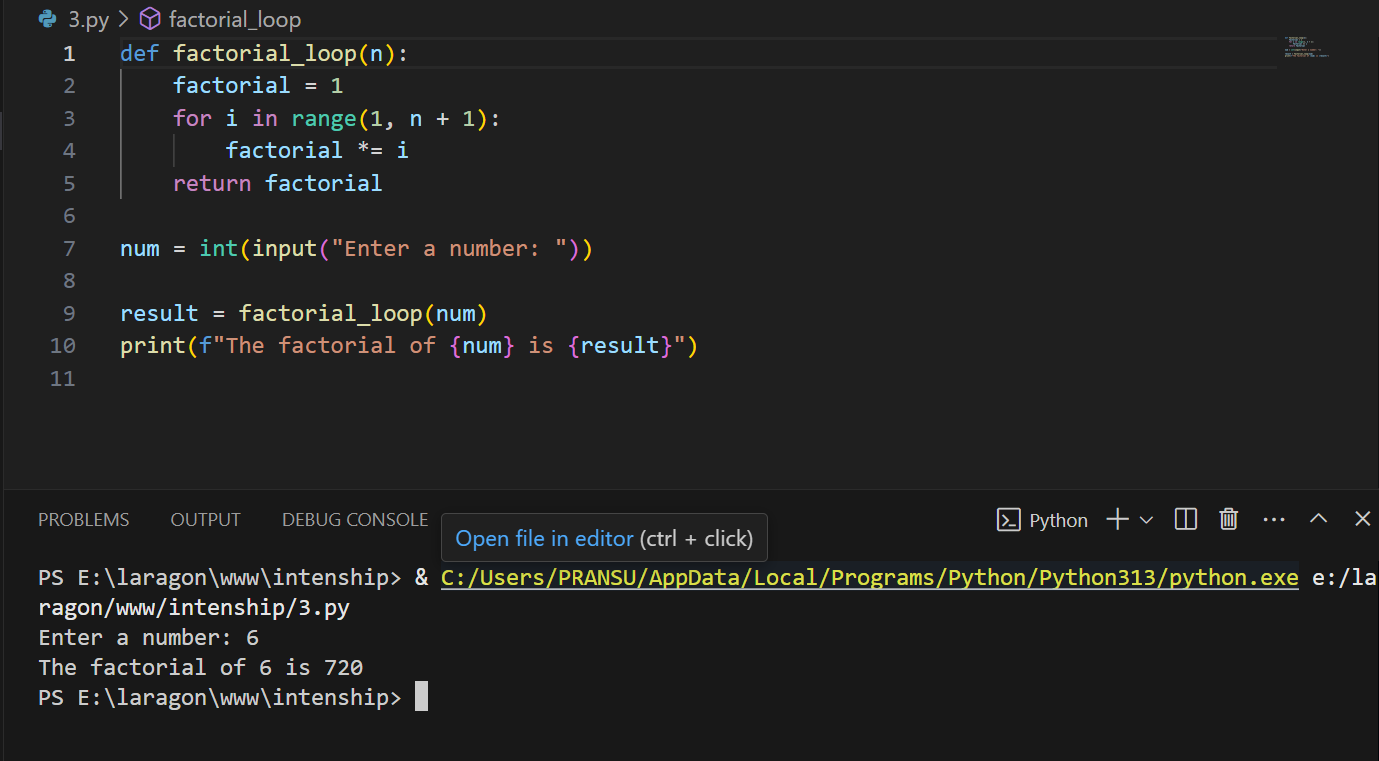 3.py > factorial_loop
1 def factorial_loop(n):
2     factorial = 1
3     for i in range(1, n + 1):
4         factorial *= i
5     return factorial
6
7 num = int(input("Enter a number: "))
8
9 result = factorial_loop(num)
10 print(f"The factorial of {num} is {result}")
11
PROBLEMS OUTPUT DEBUG CONSOLE Python
Open file in editor (ctrl + click)
PS E:\laragon\www\intenship> & C:/Users/PRANSU/AppData/Local/Programs/Python/Python313/python.exe e:/la
ragon/www/intenship/3.py
Enter a number: 6
The factorial of 6 is 720
PS E:\laragon\www\intenship>